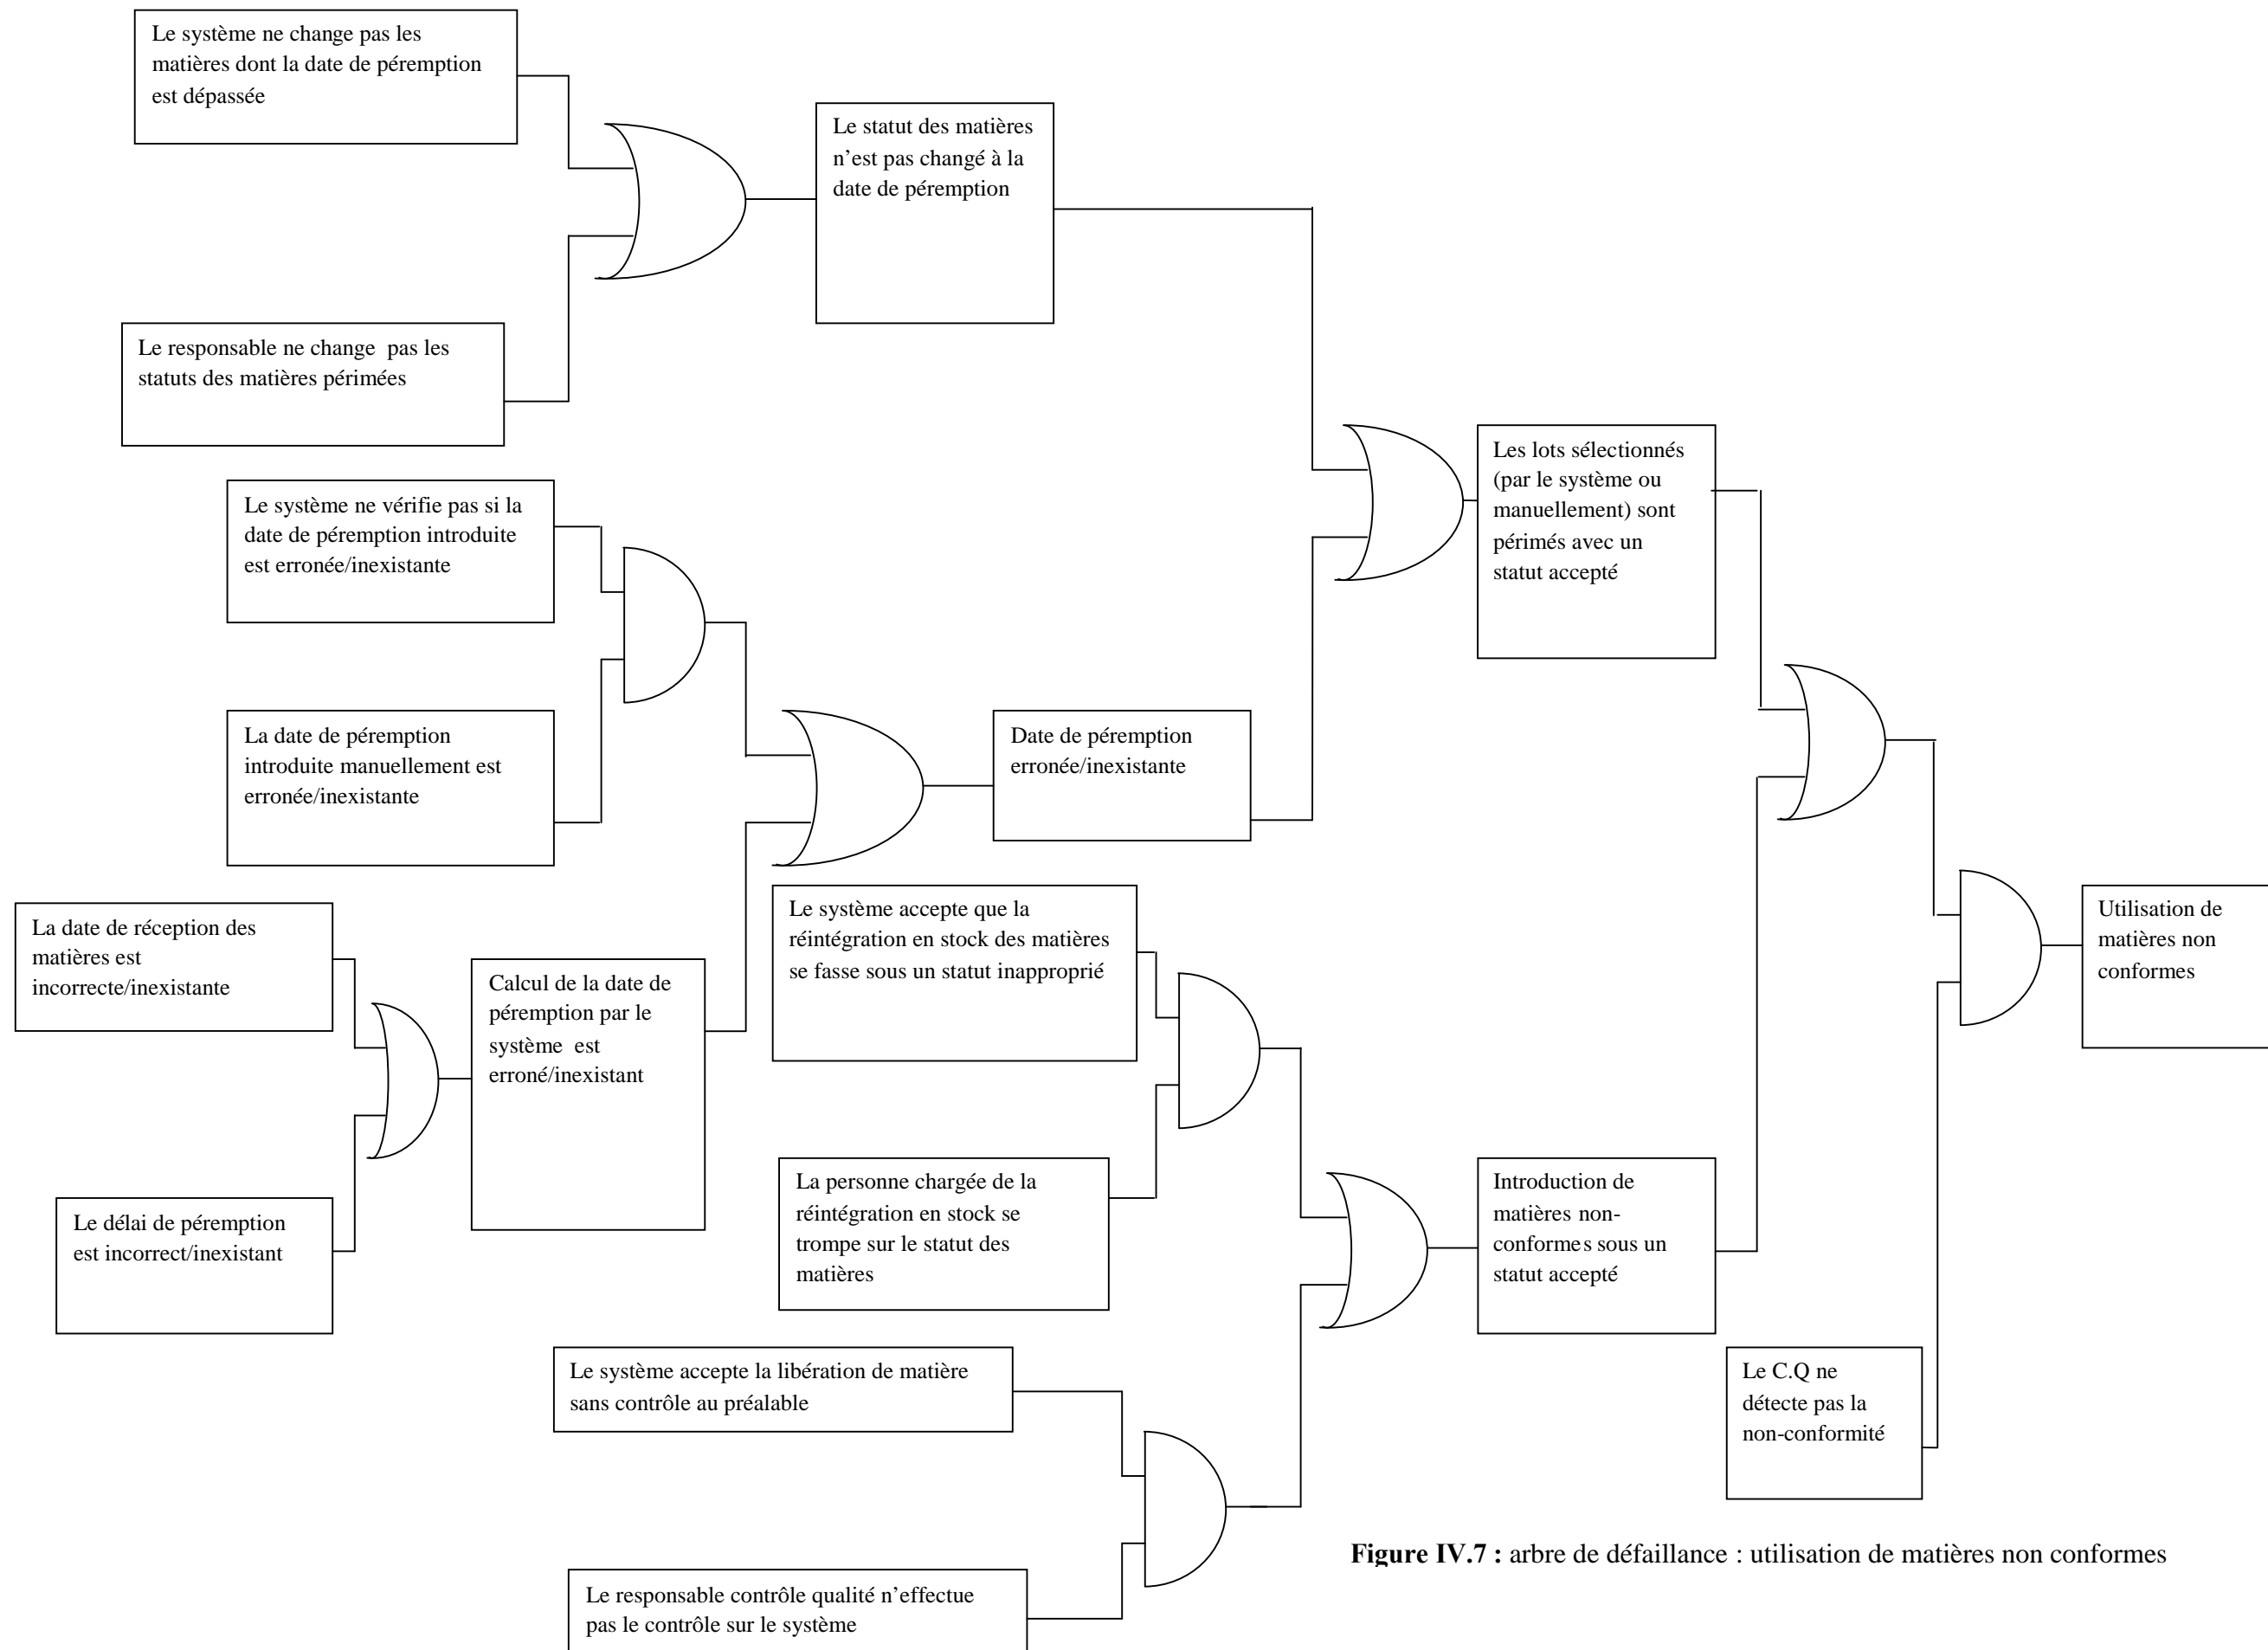 Le système ne change pas les
matières dont la date de péremption
est dépassée
Le statut des matières
n’est pas changé à la
date de péremption
Le responsable ne change  pas les
statuts des matières périmées
Les lots sélectionnés
(par le système ou
manuellement) sont
périmés avec un
statut accepté
Le système ne vérifie pas si la
date de péremption introduite
est erronée/inexistante
La date de péremption
introduite manuellement est
erronée/inexistante
Date de péremption
erronée/inexistante
La date de réception des
matières est
incorrecte/inexistante
Calcul de la date de
péremption par le
système  est
erroné/inexistant
Le système accepte que la
réintégration en stock des matières
se fasse sous un statut inapproprié
Utilisation de
matières non
conformes
Le délai de péremption
est incorrect/inexistant
La personne chargée de la
réintégration en stock se
trompe sur le statut des
matières
Introduction de
matières non-
conformes sous un
statut accepté
Le système accepte la libération de matière
sans contrôle au préalable
Le C.Q ne
détecte pas la
non-conformité
Le responsable contrôle qualité n’effectue
pas le contrôle sur le système
Figure IV.7 : arbre de défaillance : utilisation de matières non conformes